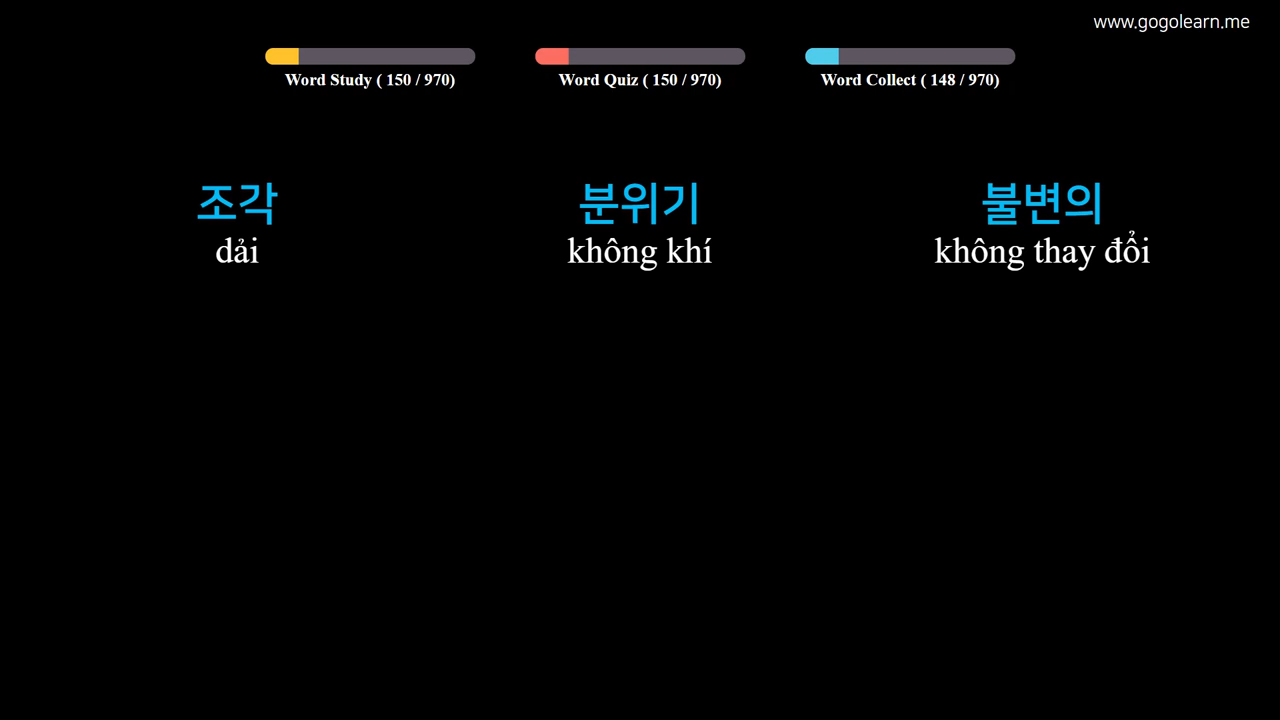 www.gogolearn.me
Word Study ( 150 / 970)
Word Quiz ( 150 / 970)
Word Collect ( 148 / 970)
조각
dải
분위기
không khí
불변의
không thay đổi